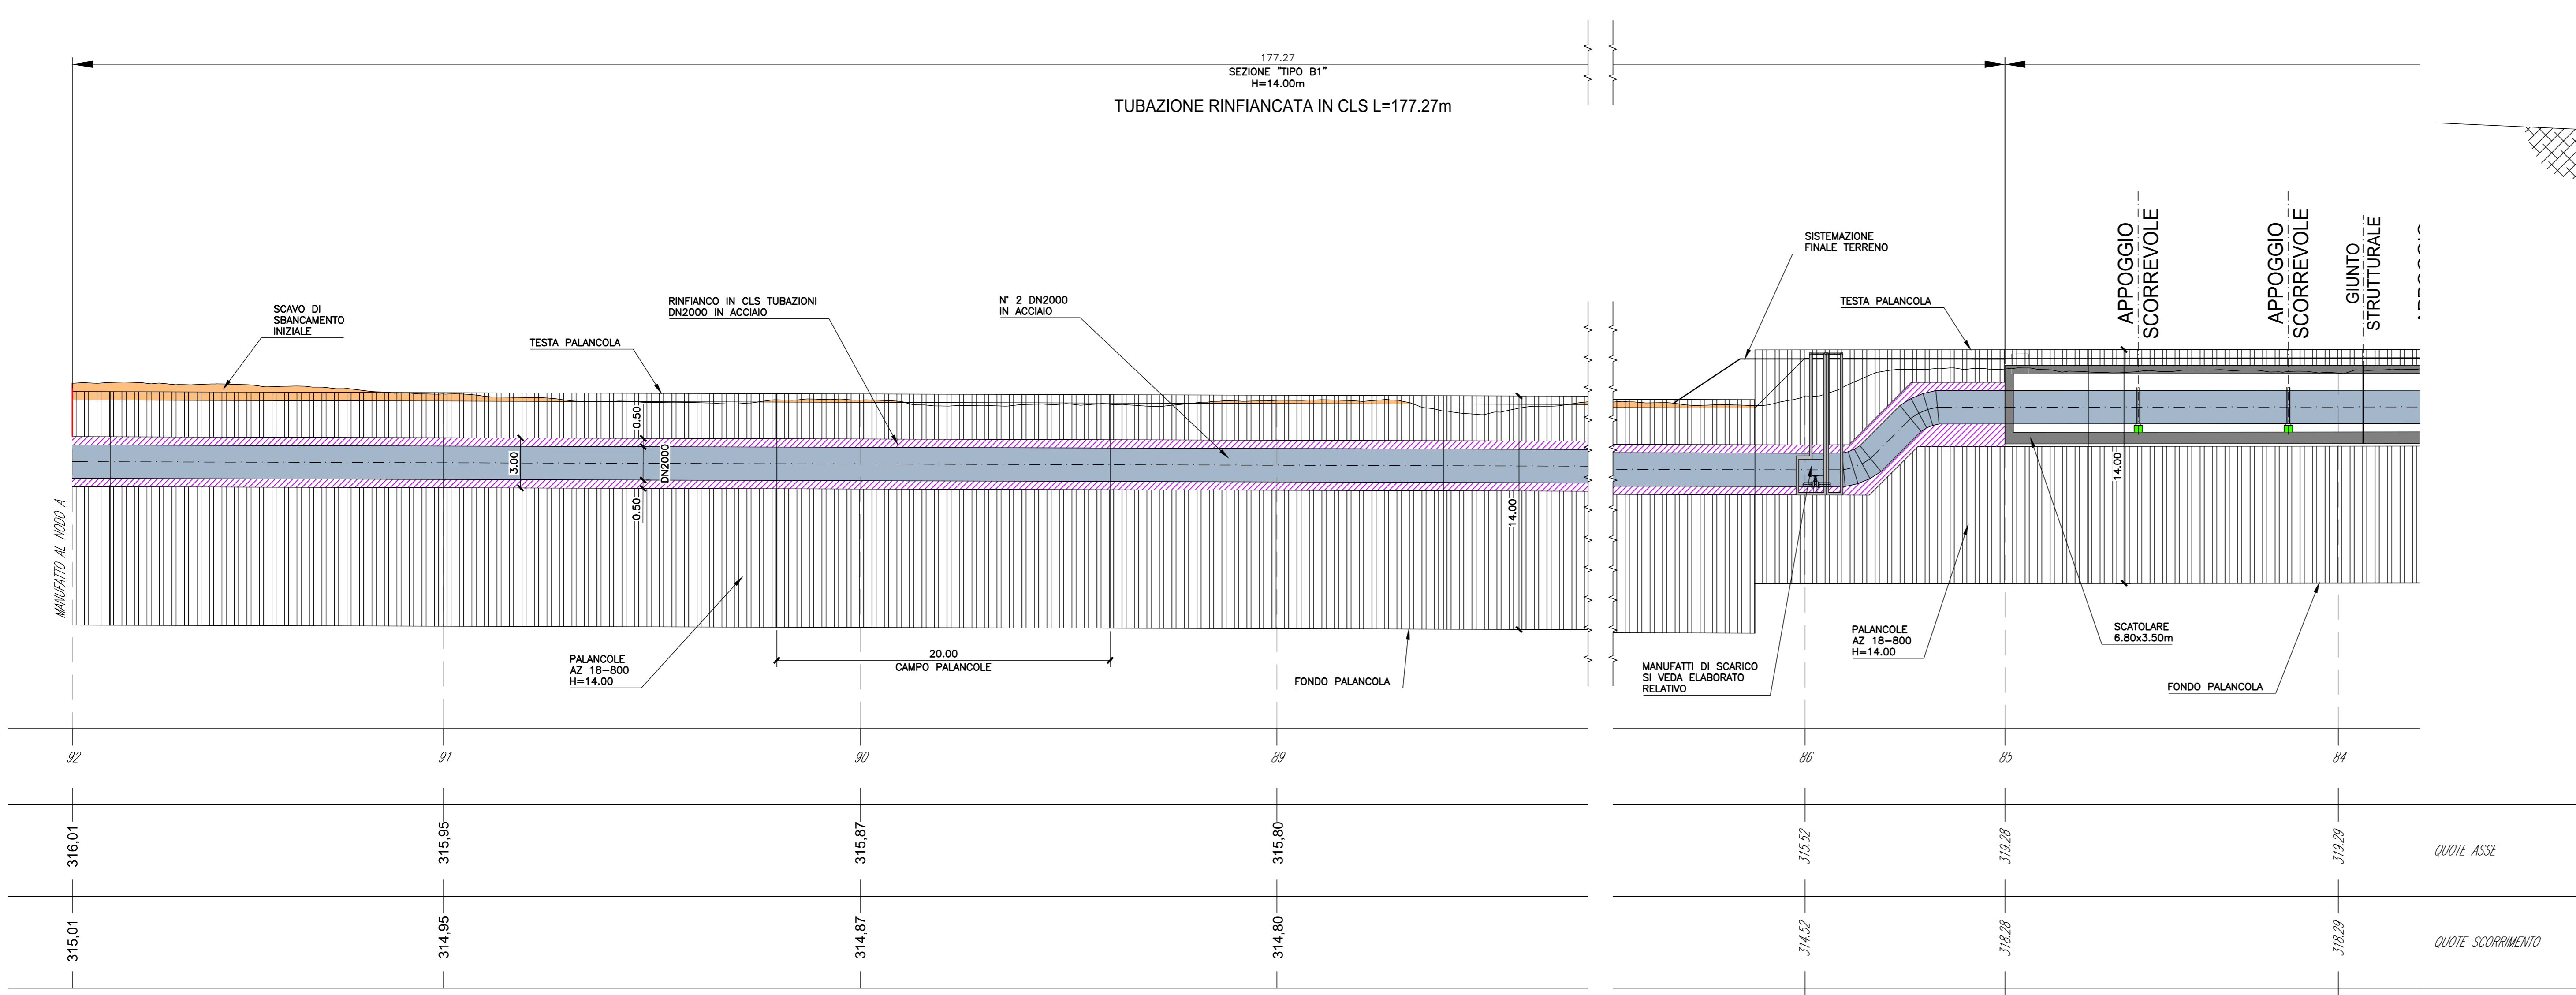 177.27
SEZIONE "TIPO B1"
H=14.00m
TUBAZIONE RINFIANCATA IN CLS L=177.27m
SCAVO DI
SBANCAMENTO
INIZIALE
TESTA PALANCOLA
RINFIANCO IN CLS TUBAZIONI
DN2000 IN ACCIAIO
N° 2 DN2000
IN ACCIAIO
SISTEMAZIONE
FINALE TERRENO
TESTA PALANCOLA
APPOGGIO
SCORREVOLE
APPOGGIO
SCORREVOLE
GIUNTO
STRUTTURALE
MANUFATTO AL NODO A
3.00
0.50
DN2000
0.50
14.00
14.00
PALANCOLE
AZ 18-800
H=14.00
20.00
CAMPO PALANCOLE
FONDO PALANCOLA
MANUFATTI DI SCARICO
SI VEDA ELABORATO
RELATIVO
PALANCOLE
AZ 18-800
H=14.00
SCATOLARE
6.80x3.50m
FONDO PALANCOLA
92 91 90 89 86 85 84
316,01 315,95 315,87 315,80 315.52 319.28 319.29 QUOTE ASSE
315,01 314,95 314,87 314,80 314.52 318.28 318.29 QUOTE SCORRIMENTO